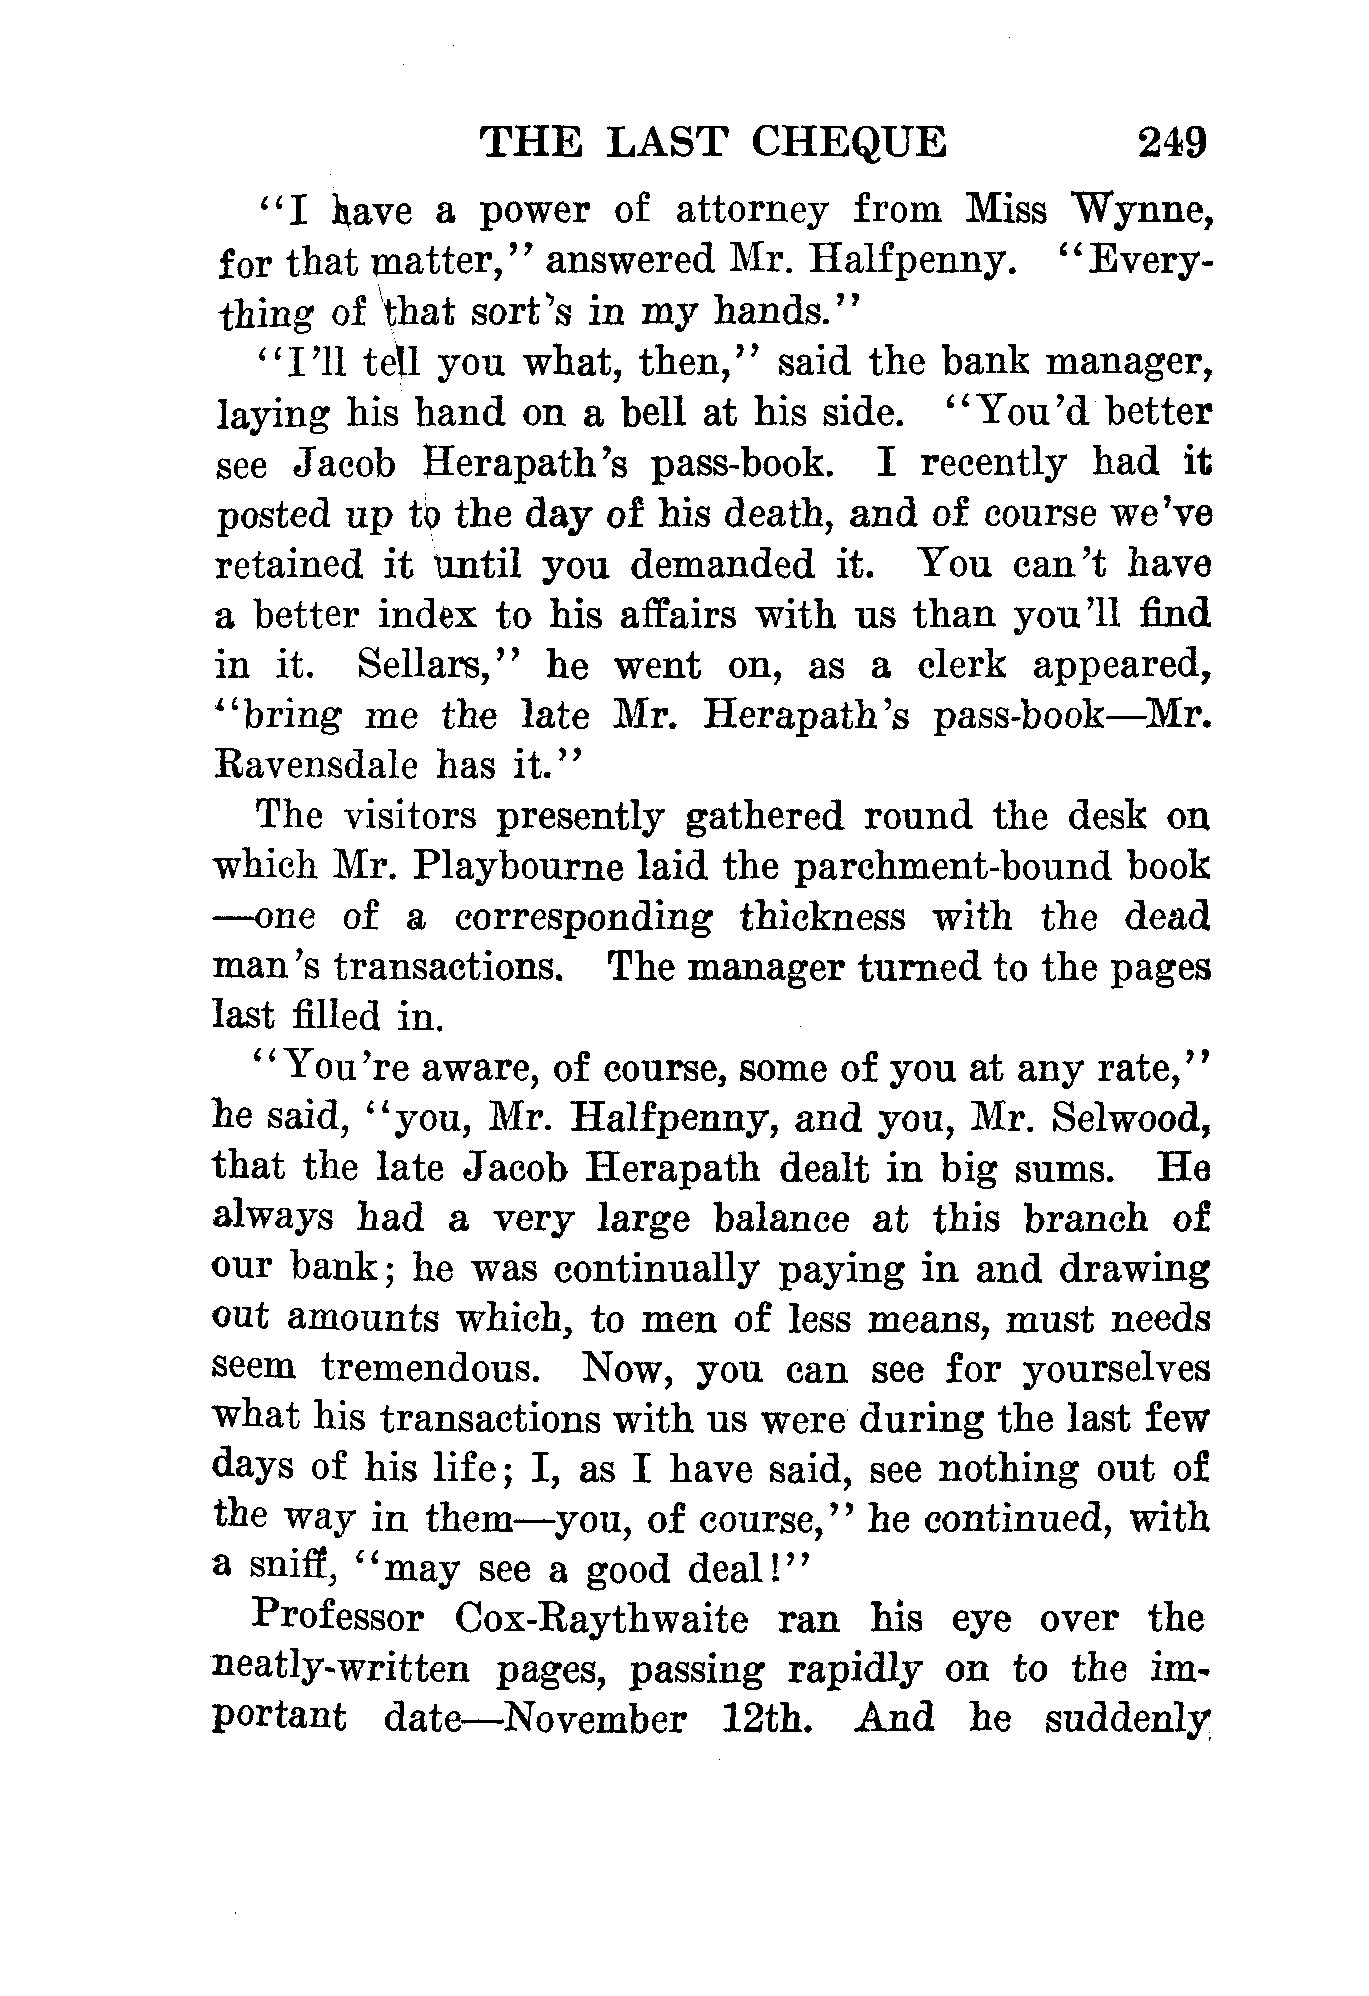 THE LAST CHEQUE 249
"I have a power of attorney from Miss Wynne,
for that matter," answered Mr. Halfpenny. "Every-
thing of that sort's in my hands."
"I'll tell you what, then," said the bank manager,
laying his hand on a bell at his side. "You'd better
see Jacob Herapath's pass-book. I recently had it
posted up to the day of his death, and of course we've
retained it until you demanded it. You can't have
a better index to his affairs with us than you'll find
in it. Sellars," he went on, as a clerk appeared,
"bring me the late Mr. Herapath's pass-book—Mr.
Ravensdale has it."
The visitors presently gathered round the desk on
which Mr. Playbourne laid the parchment-bound book
—one of a corresponding thickness with the dead
man's transactions. The manager turned to the pages
last filled in.
"You're aware, of course, some of you at any rate,"
he said, "you, Mr. Halfpenny, and you, Mr. Selwood,
that the late Jacob Herapath dealt in big sums. He
always had a very large balance at this branch of
our bank; he was continually paying in and drawing
out amounts which, to men of less means, must needs
seem tremendous. Now, you can see for yourselves
what his transactions with us were during the last few
days of his life; I, as I have said, see nothing out of
the way in them—you, of course," he continued, with
a sniff, "may see a good deal!"
Professor Cox-Raythwaite ran his eye over the
neatly-written pages, passing rapidly on to the im-
portant date—November 12th. And he suddenly